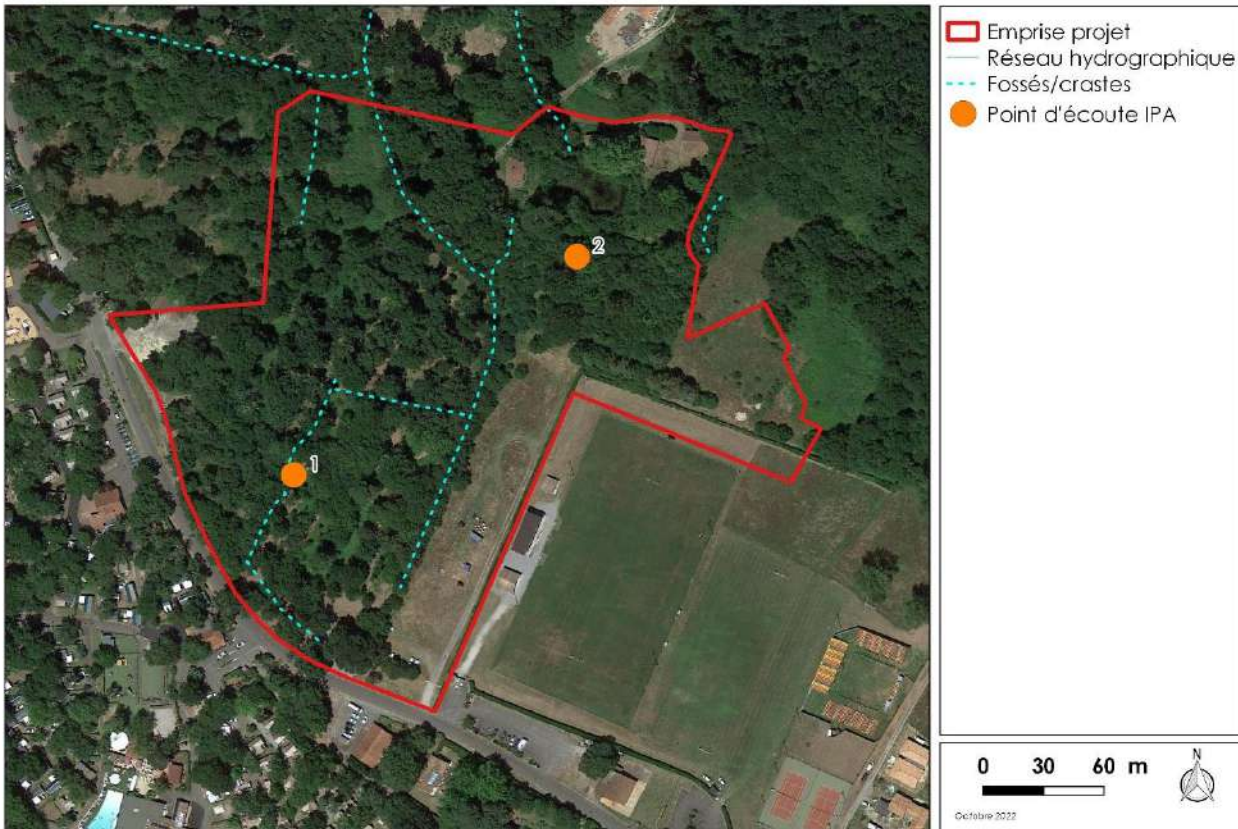 Emprise projet
Réseau hydrographique
Fossés/crastes
Point d'écoute IPA
2
1
0 30 60 m
N
Octobre 2022